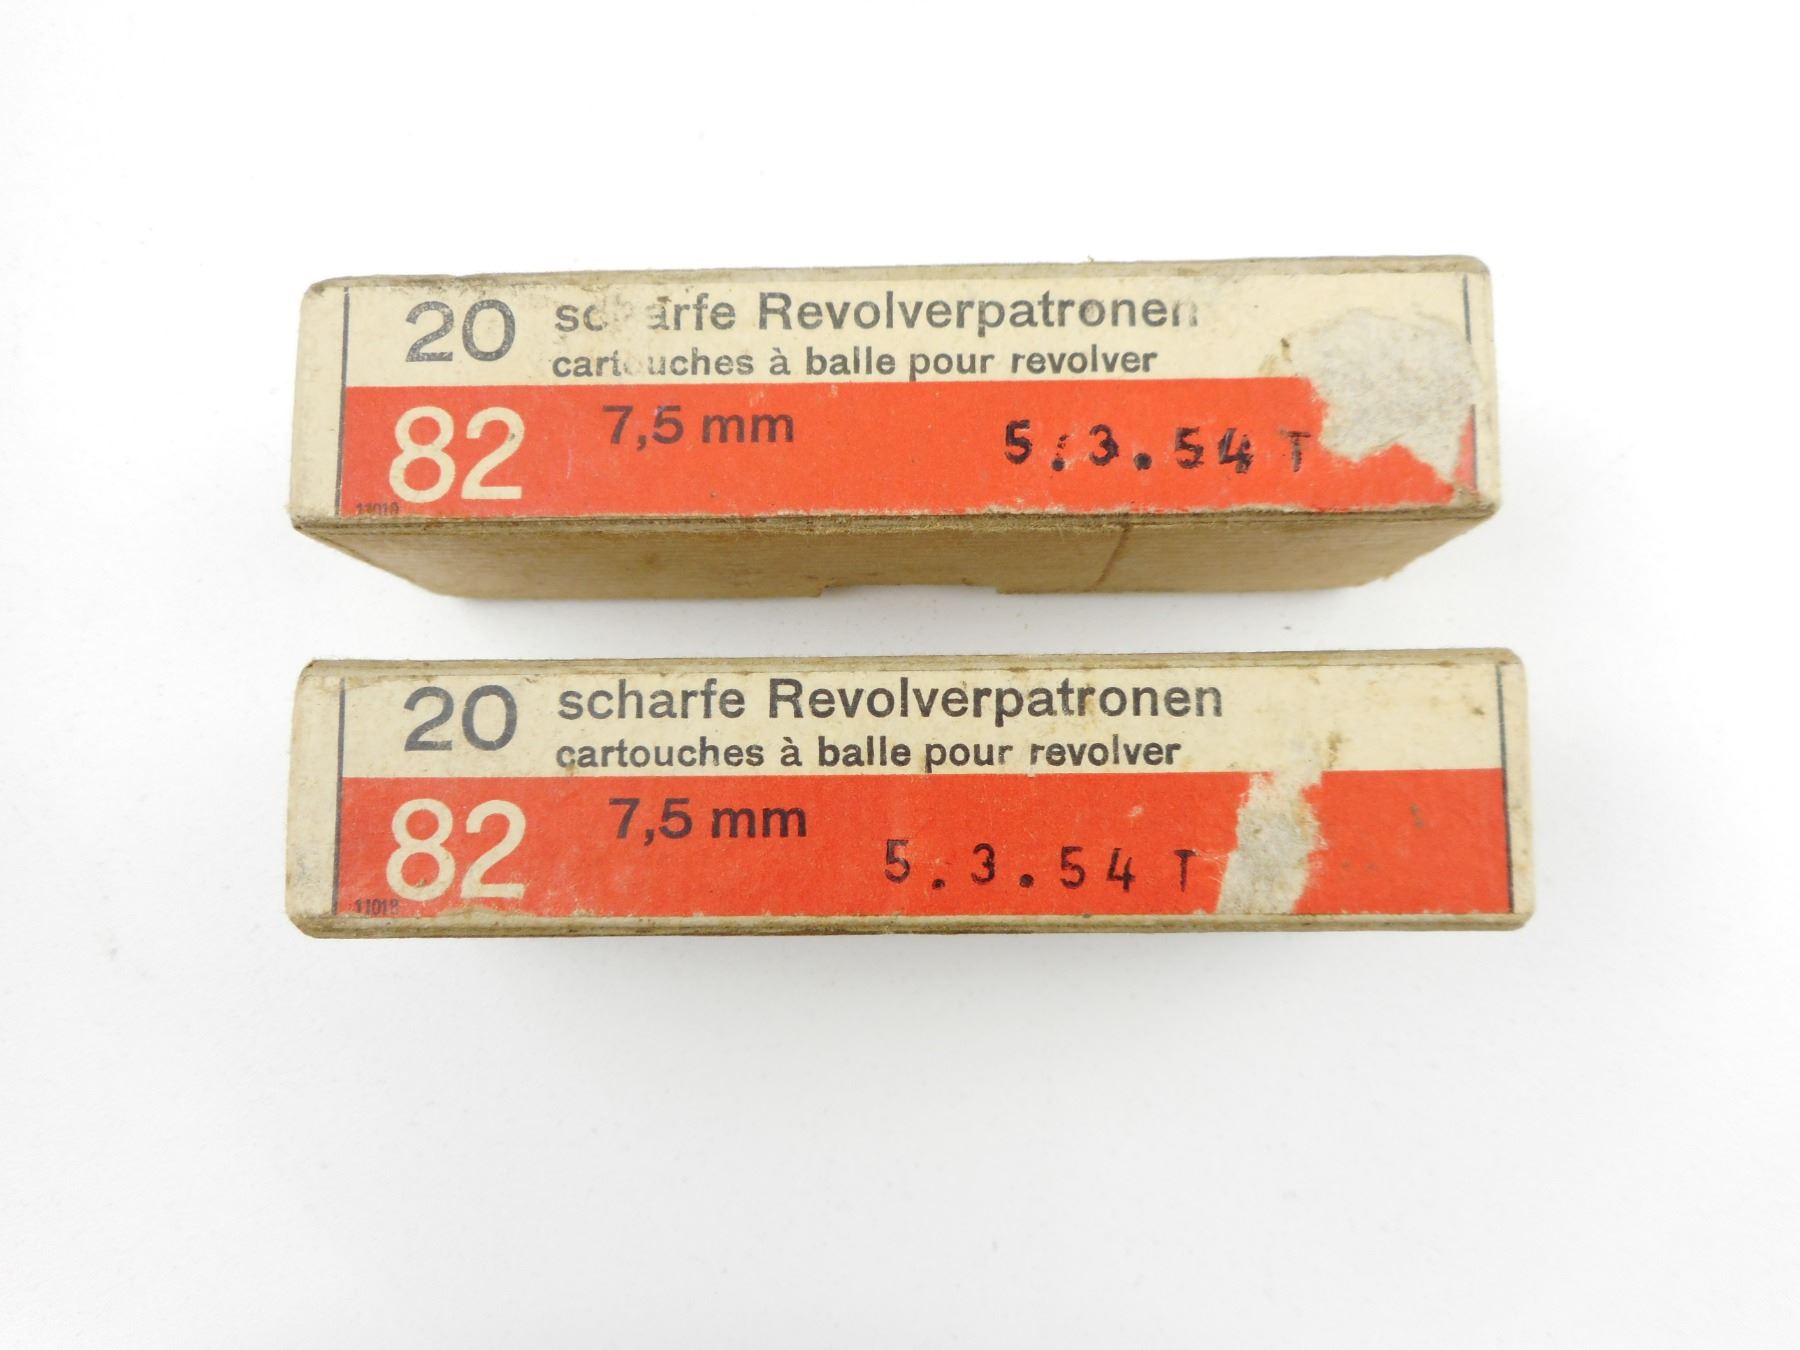 20 scharfe Revolverpatronen
cartouches à balle pour revolver
82 7,5 mm
5.3.54 T
20 scharfe Revolverpatronen
cartouches à balle pour revolver
82 7,5 mm
5.3.54 T
11018